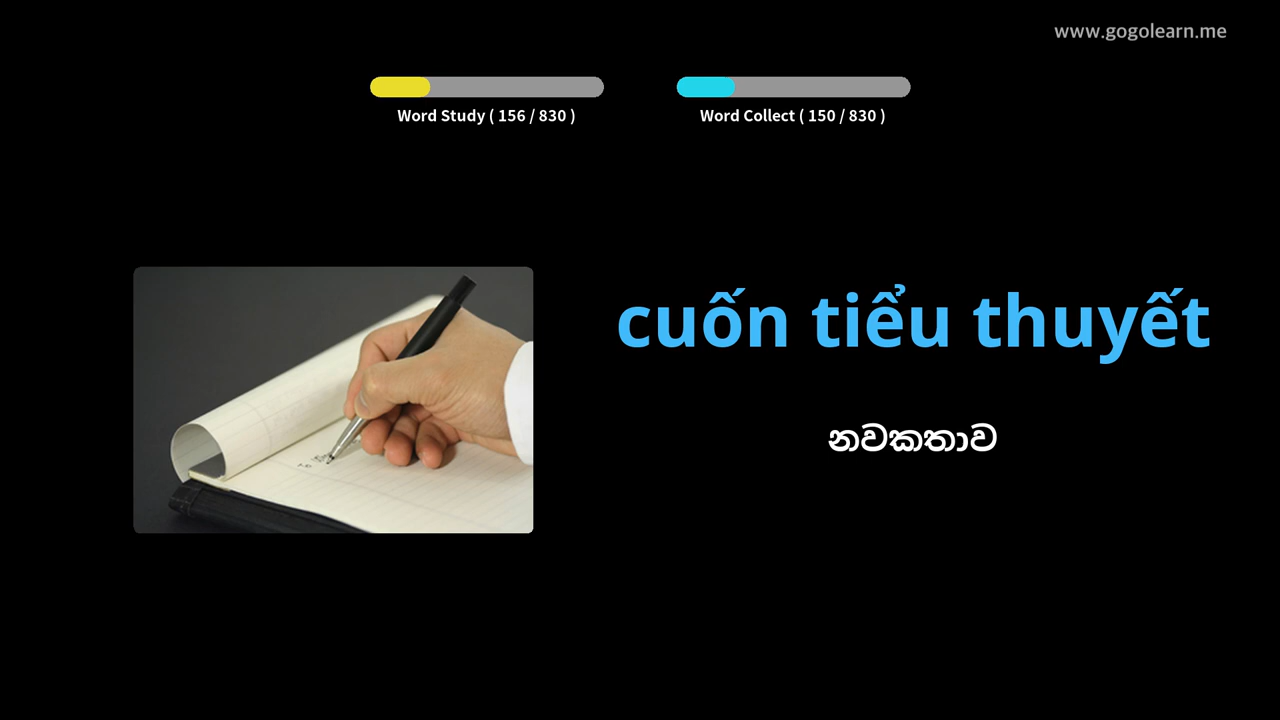 www.gogolearn.me
Word Study ( 156 / 830 )
Word Collect ( 150 / 830 )
cuốn tiểu thuyết
නවකතාව